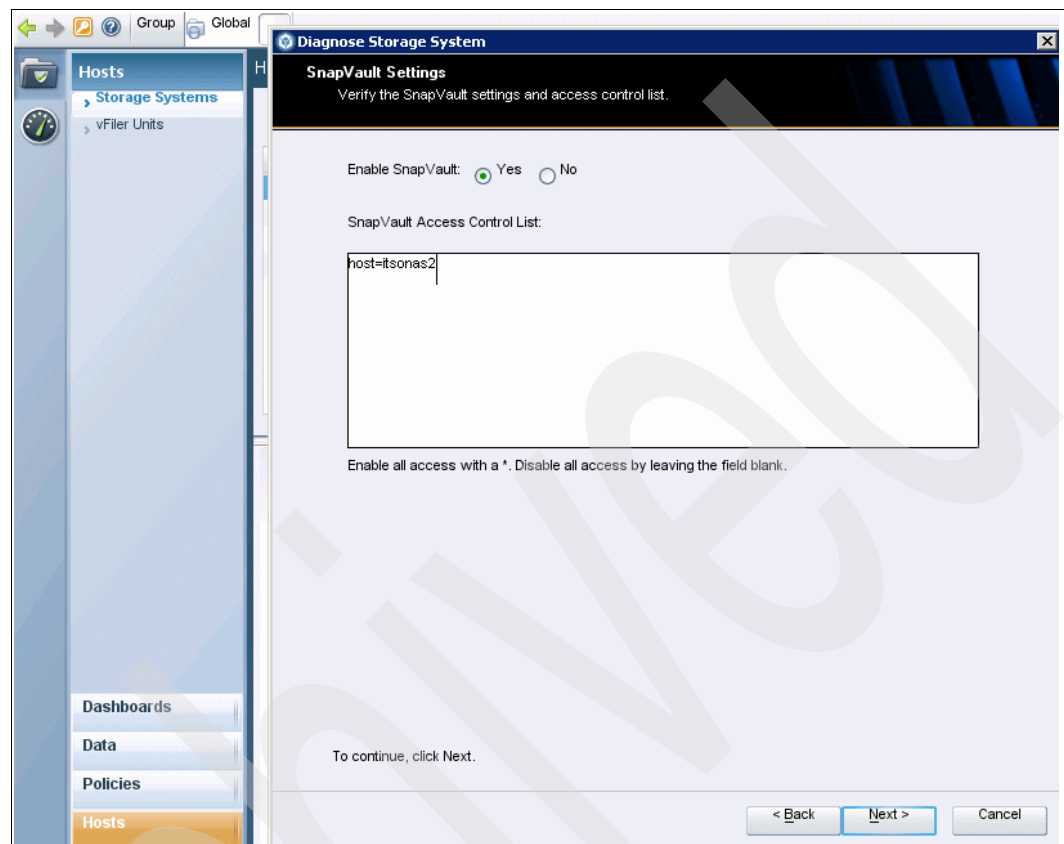 Group
Global
Diagnose Storage System
Hosts
H
Storage Systems
vFiler Units
SnapVault Settings
Verify the SnapVault settings and access control list.
Enable SnapVault: Yes No
SnapVault Access Control List:
host=itsonas2
Enable all access with a *. Disable all access by leaving the field blank.
Dashboards
Data
Policies
Hosts
To continue, click Next.
< Back Next > Cancel